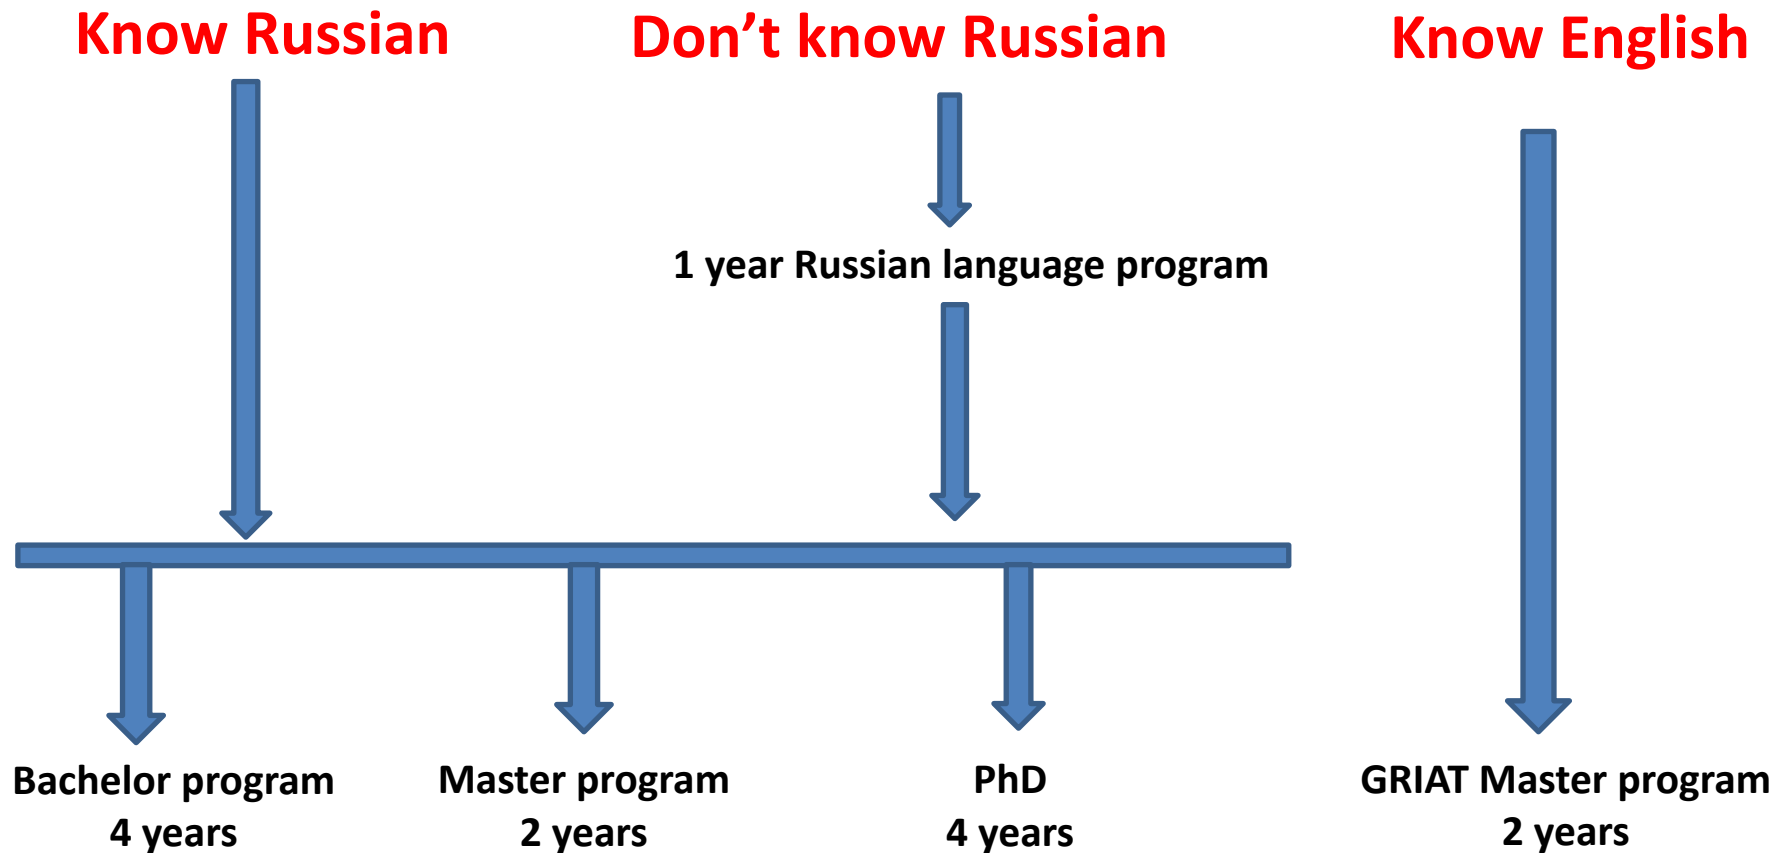 Know Russian
Don’t know Russian
Know English
1 year Russian language program
Bachelor program
4 years
Master program
2 years
PhD
4 years
GRIAT Master program
2 years